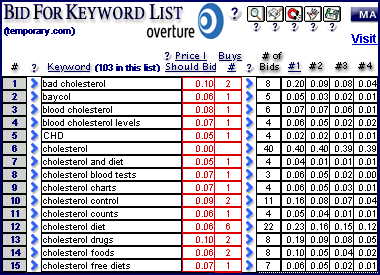 BID FOR KEYWORD LIST
overture
(temporary.com)
?
MA
Visit
# ? Keyword (103 in this list) ? Price I Should Bid Buys # ? # of Bids #1 #2 #3 #4
1 bad cholesterol 0.10 2 8 0.20 0.09 0.08 0.04
2 baycol 0.06 1 5 0.05 0.03 0.02 0.01
3 blood cholesterol 0.08 1 6 0.07 0.07 0.06 0.02
4 blood cholesterol levels 0.07 1 4 0.06 0.02 0.02 0.01
5 CHD 0.05 1 4 0.04 0.02 0.01
6 cholesterol 0.00 40 0.40 0.40 0.39 0.39
7 cholesterol and diet 0.05 1 4 0.04 0.01 0.01 0.01
8 cholesterol blood tests 0.07 1 3 0.06 0.05 0.02
9 cholesterol charts 0.07 1 4 0.06 0.05 0.03 0.01
10 cholesterol control 0.09 2 11 0.16 0.08 0.07 0.04
11 cholesterol counts 0.06 1 4 0.05 0.04 0.01 0.01
12 cholesterol diet 0.06 6 22 0.23 0.16 0.15 0.12
13 cholesterol drugs 0.10 2 8 0.19 0.09 0.08 0.05
14 cholesterol foods 0.06 2 8 0.10 0.05 0.04 0.02
15 cholesterol free diets 0.07 1 4 0.06 0.05 0.02 0.01